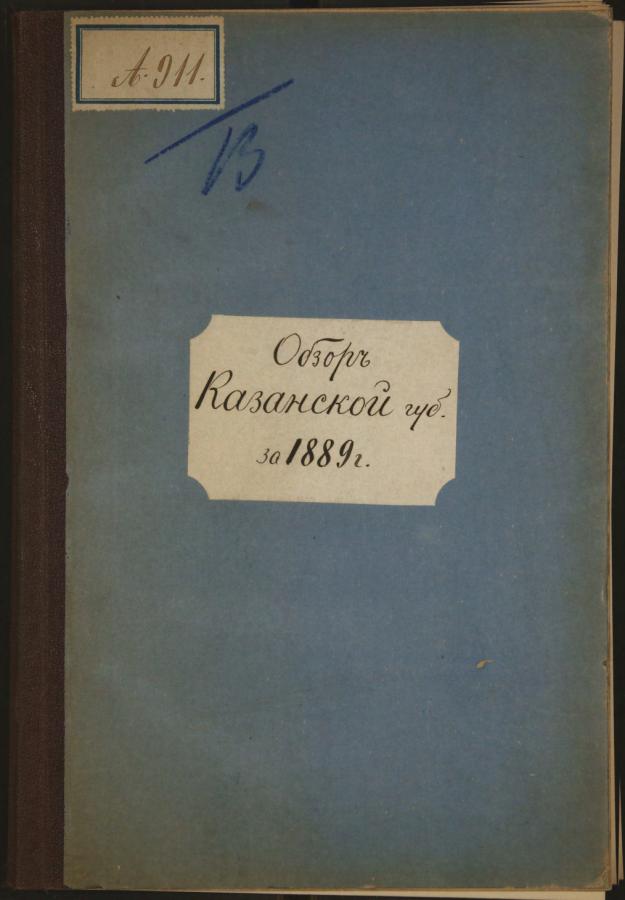 А. 911.
В
Обзоръ
Казанской губ.
за 1889 г.